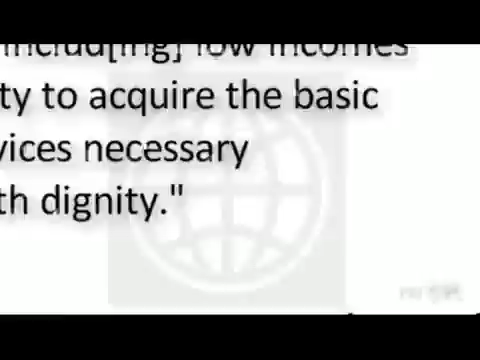 includ[ing] low incomes
ty to acquire the basic
vices necessary
th dignity."